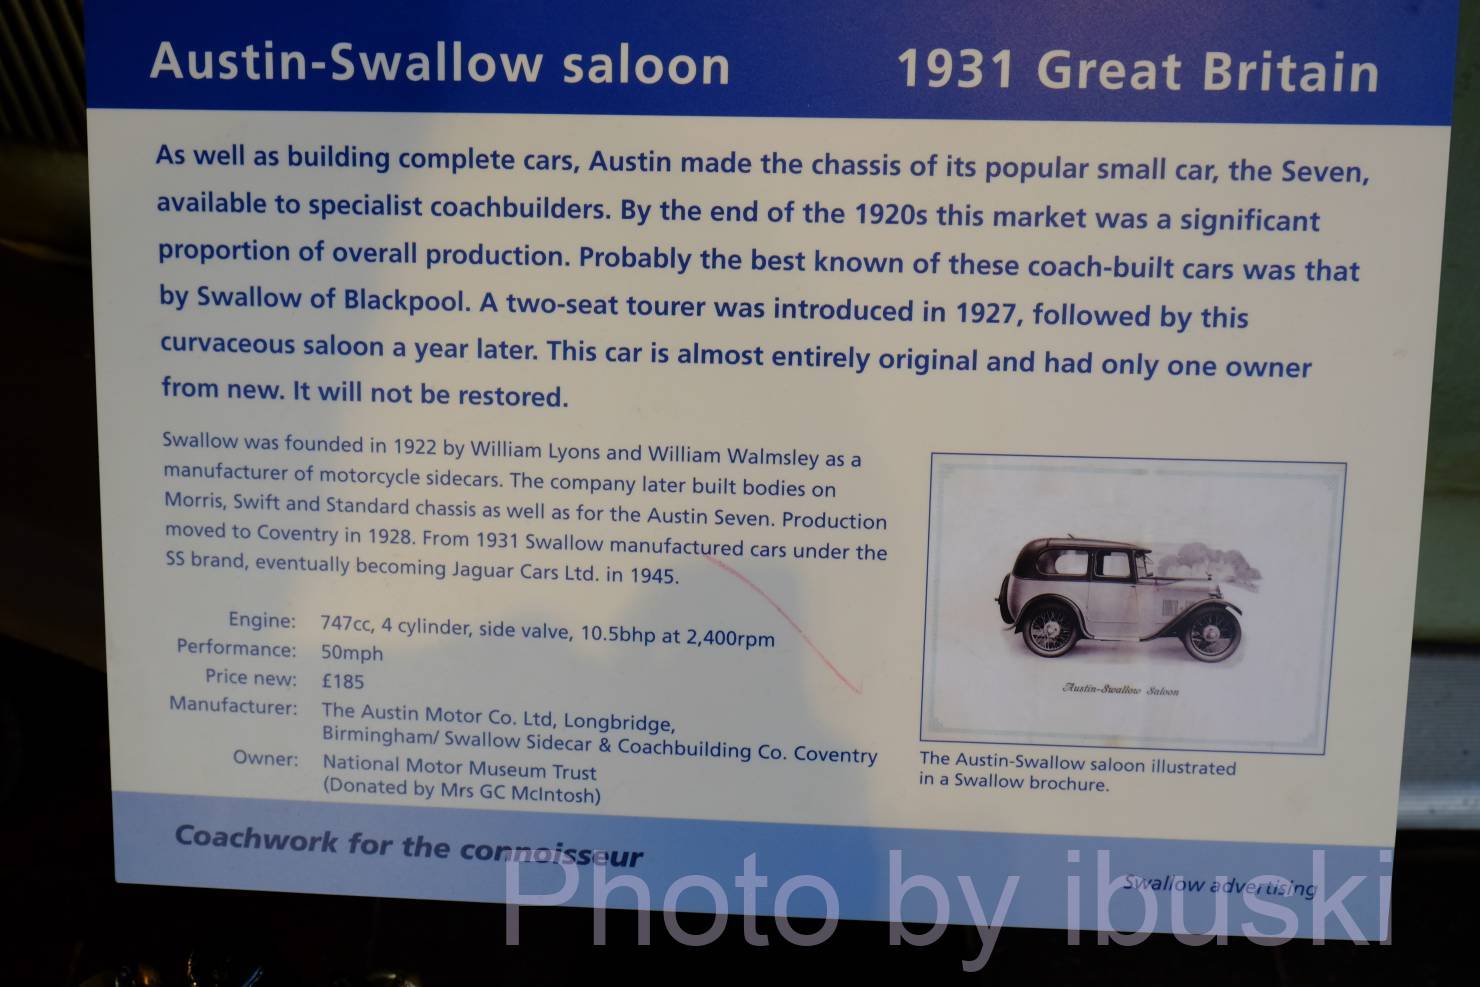 Austin-Swallow saloon 1931 Great Britain
As well as building complete cars, Austin made the chassis of its popular small car, the Seven,
available to specialist coachbuilders. By the end of the 1920s this market was a significant
proportion of overall production. Probably the best known of these coach-built cars was that
by Swallow of Blackpool. A two-seat tourer was introduced in 1927, followed by this
curvaceous saloon a year later. This car is almost entirely original and had only one owner
from new. It will not be restored.
Swallow was founded in 1922 by William Lyons and William Walmsley as a
manufacturer of motorcycle sidecars. The company later built bodies on
Morris, Swift and Standard chassis as well as for the Austin Seven. Production
moved to Coventry in 1928. From 1931 Swallow manufactured cars under the
SS brand, eventually becoming Jaguar Cars Ltd. in 1945.
Engine: 747cc, 4 cylinder, side valve, 10.5bhp at 2,400rpm
Performance: 50mph
Price new: £185
Manufacturer: The Austin Motor Co. Ltd, Longbridge,
Birmingham/ Swallow Sidecar & Coachbuilding Co. Coventry
Owner: National Motor Museum Trust
(Donated by Mrs GC McIntosh)
Austin-Swallow Saloon
The Austin-Swallow saloon illustrated
in a Swallow brochure.
Coachwork for the connoisseur
Swallow advertising
Photo by ibuski